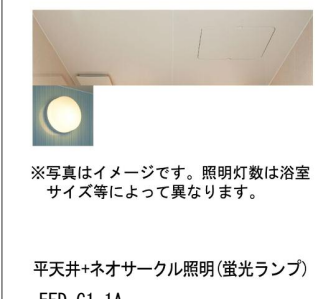 ※写真はイメージです。照明灯数は浴室
サイズ等によって異なります。
平天井+ネオサークル照明(蛍光ランプ)